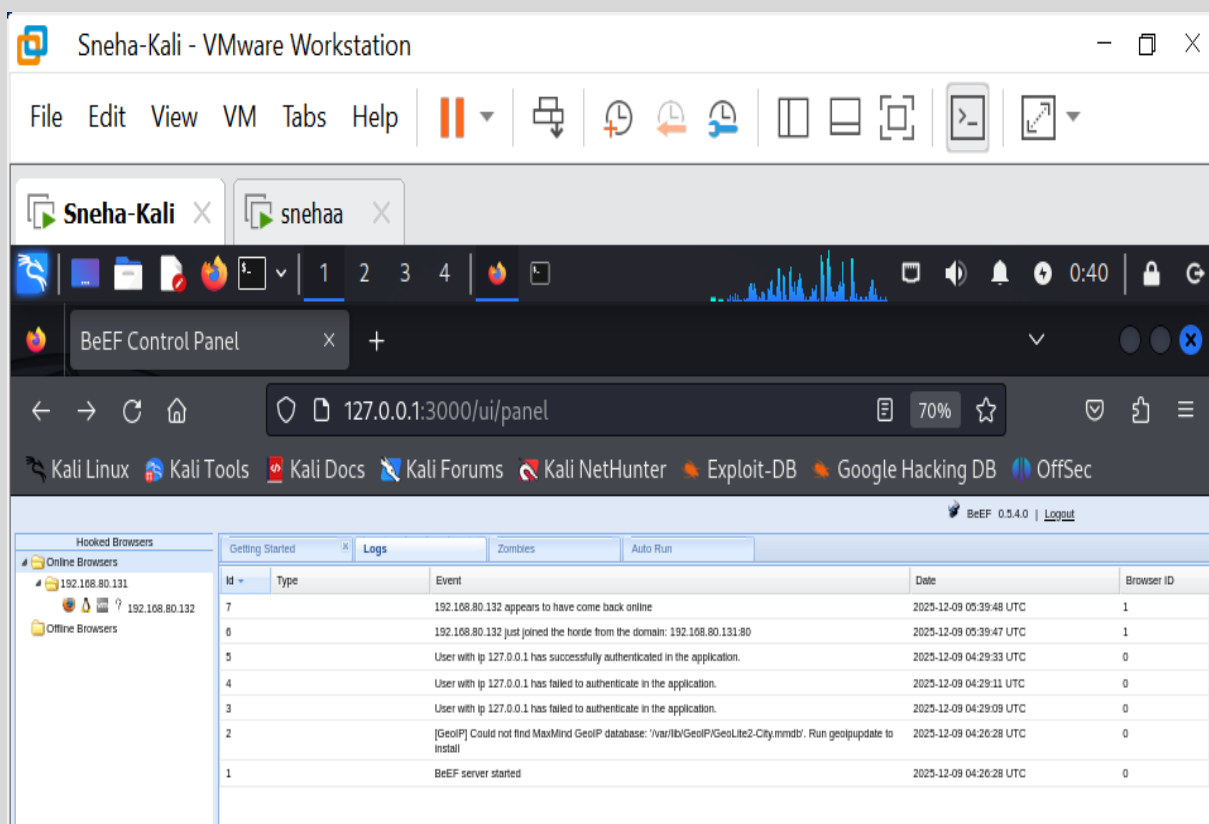 Sneha-Kali - VMware Workstation
File Edit View VM Tabs Help
Sneha-Kali snehaa
1 2 3 4 0:40
BeEF Control Panel
127.0.0.1:3000/ui/panel 70%
Kali Linux Kali Tools Kali Docs Kali Forums Kali NetHunter Exploit-DB Google Hacking DB OffSec
BeEF 0.5.4.0 | Logout
Hooked Browsers
Online Browsers
192.168.80.131
? 192.168.80.132
Offline Browsers
Getting Started Logs Zombies Auto Run
Id Type Event Date Browser ID
7 192.168.80.132 appears to have come back online 2025-12-09 05:39:48 UTC 1
6 192.168.80.132 just joined the horde from the domain: 192.168.80.131:80 2025-12-09 05:39:47 UTC 1
5 User with ip 127.0.0.1 has successfully authenticated in the application. 2025-12-09 04:29:33 UTC 0
4 User with ip 127.0.0.1 has failed to authenticate in the application. 2025-12-09 04:29:11 UTC 0
3 User with ip 127.0.0.1 has failed to authenticate in the application. 2025-12-09 04:29:09 UTC 0
2 [GeoIP] Could not find MaxMind GeoIP database: '/var/lib/GeoIP/GeoLite2-City.mmdb'. Run geoipupdate to 2025-12-09 04:26:28 UTC 0
install
1 BeEF server started 2025-12-09 04:26:28 UTC 0